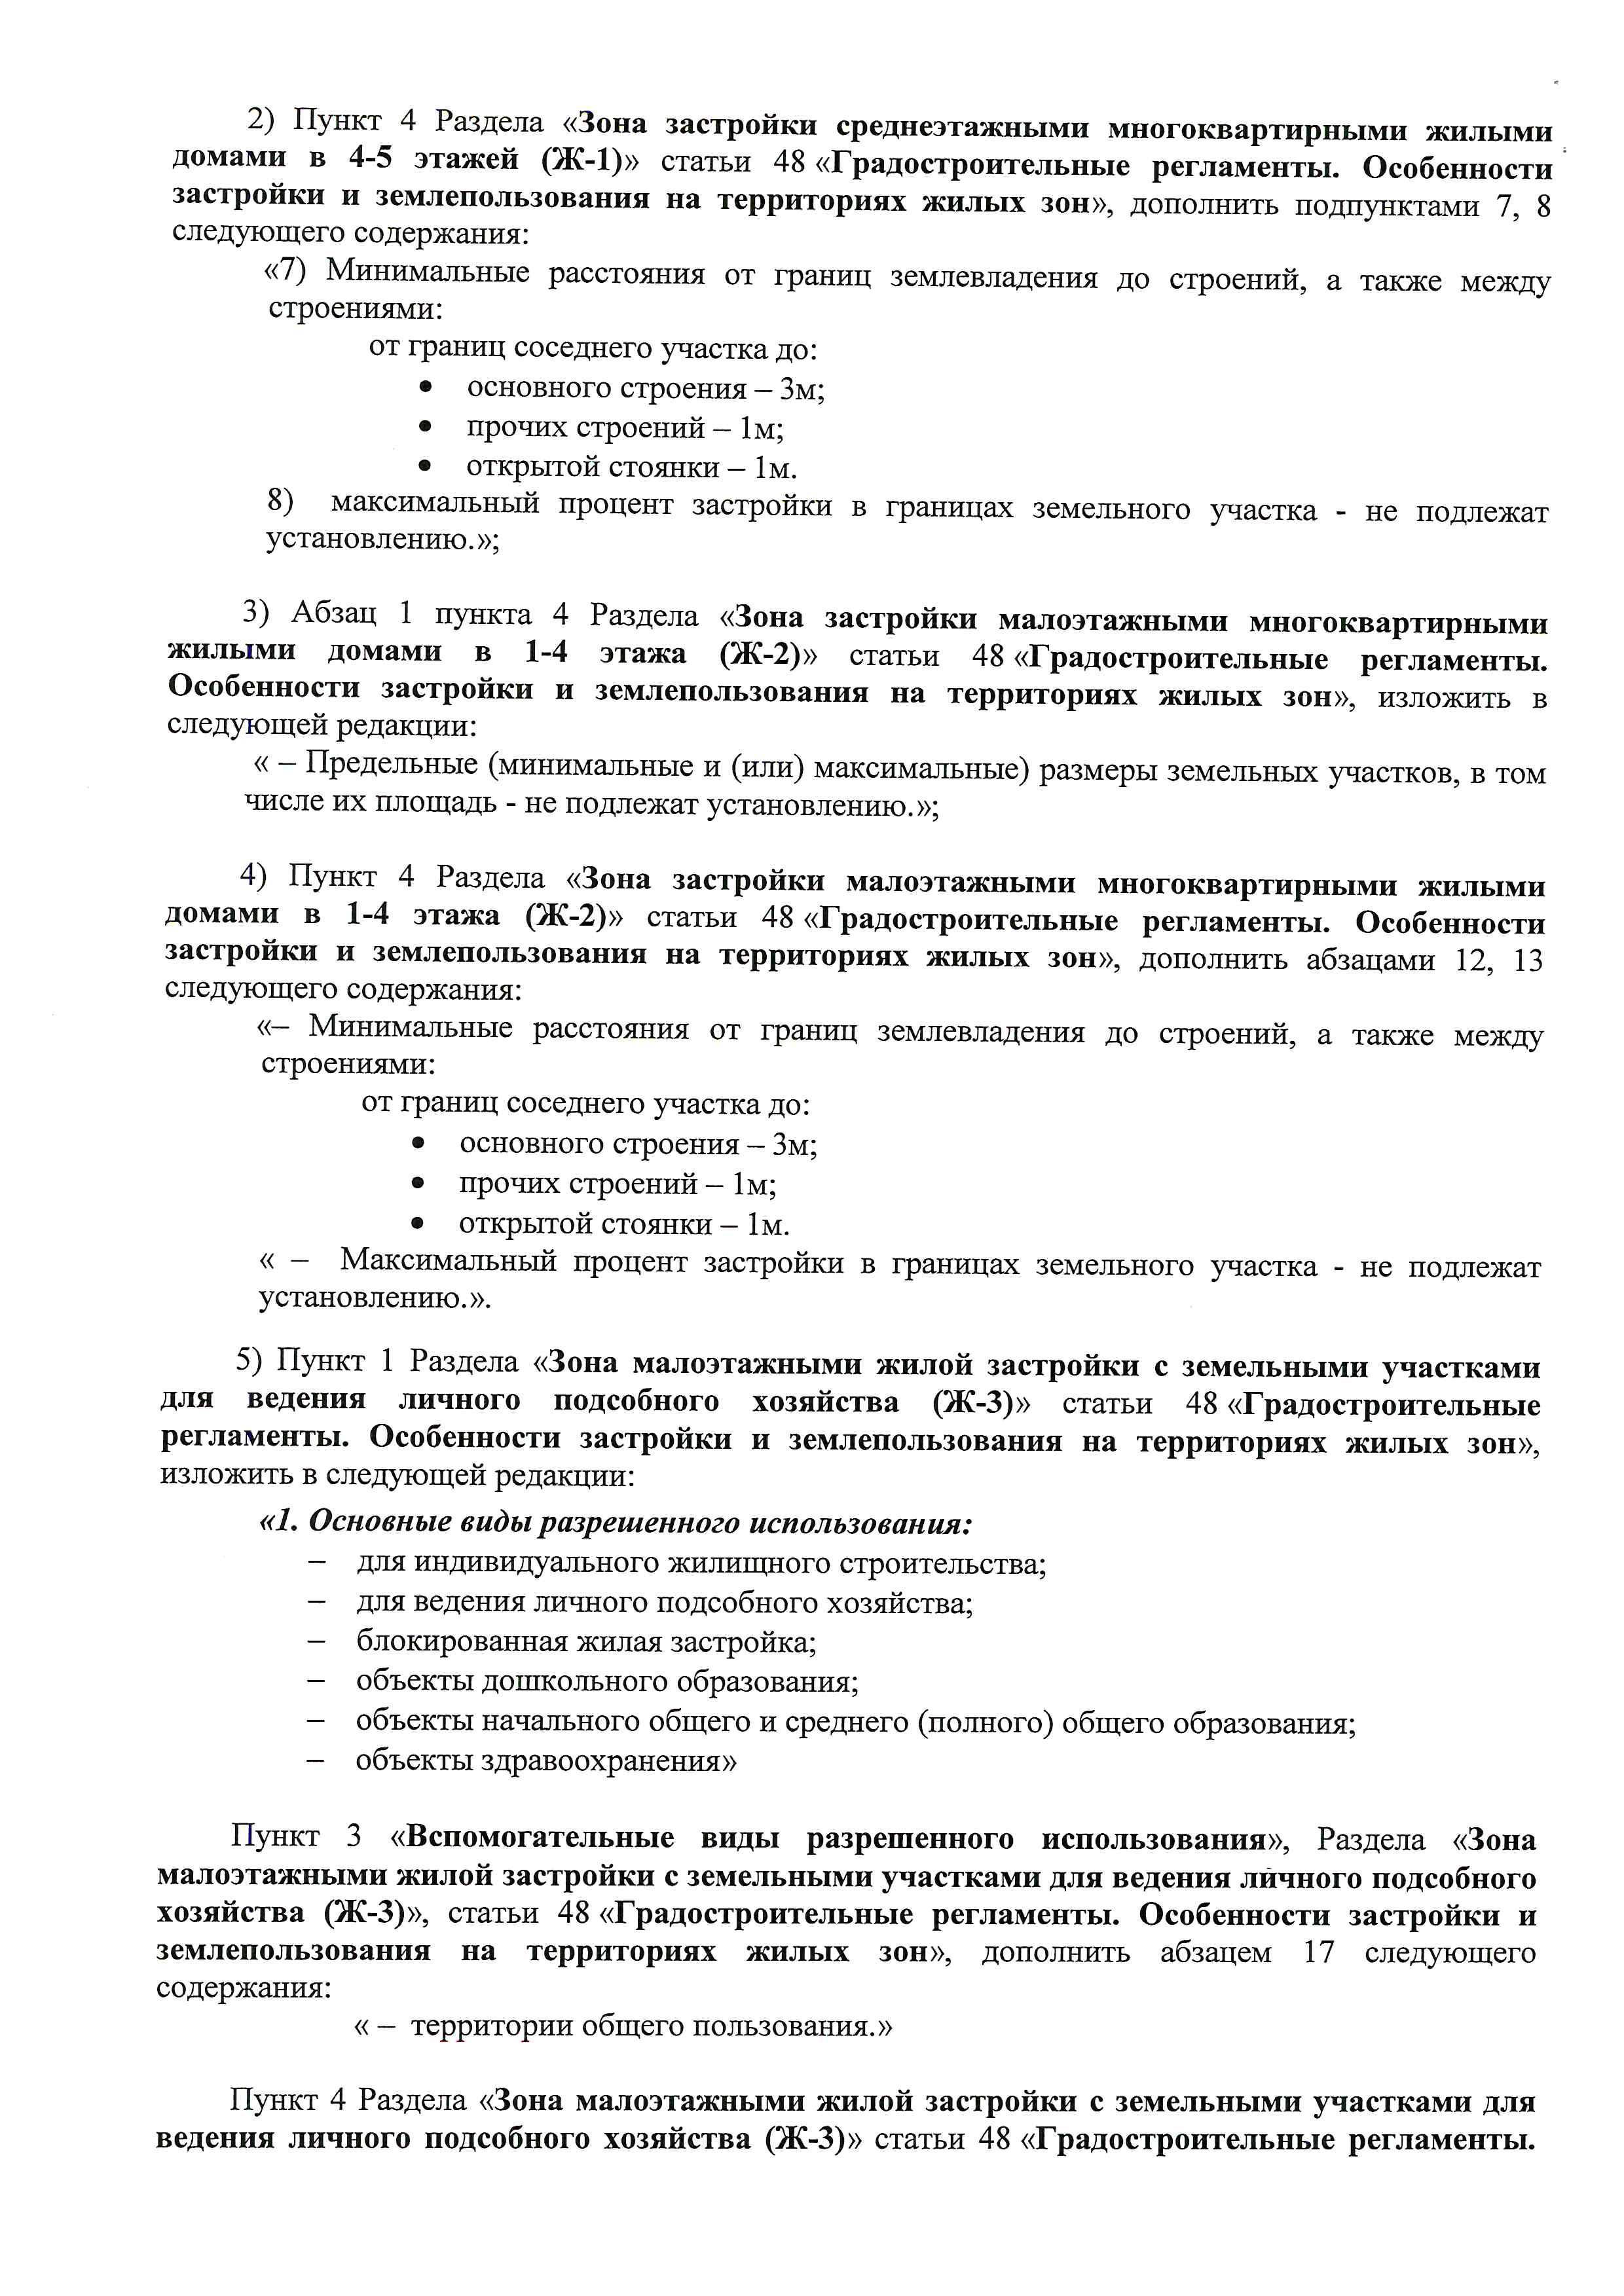 2) Пункт 4 Раздела «Зона застройки среднеэтажными многоквартирными жилыми
домами в 4-5 этажей (Ж-1)» статьи 48 «Градостроительные регламенты. Особенности
застройки и землепользования на территориях жилых зон», дополнить подпунктами 7, 8
следующего содержания:
«7) Минимальные расстояния от границ землевладения до строений, а также между
строениями:
от границ соседнего участка до:
• основного строения – 3м;
• прочих строений – 1м;
• открытой стоянки – 1м.
8) максимальный процент застройки в границах земельного участка - не подлежат
установлению.»;
3) Абзац 1 пункта 4 Раздела «Зона застройки малоэтажными многоквартирными
жилыми домами в 1-4 этажа (Ж-2)» статьи 48 «Градостроительные регламенты.
Особенности застройки и землепользования на территориях жилых зон», изложить в
следующей редакции:
« – Предельные (минимальные и (или) максимальные) размеры земельных участков, в том
числе их площадь - не подлежат установлению.»;
4) Пункт 4 Раздела «Зона застройки малоэтажными многоквартирными жилыми
домами в 1-4 этажа (Ж-2)» статьи 48 «Градостроительные регламенты. Особенности
застройки и землепользования на территориях жилых зон», дополнить абзацами 12, 13
следующего содержания:
«– Минимальные расстояния от границ землевладения до строений, а также между
строениями:
от границ соседнего участка до:
• основного строения – 3м;
• прочих строений – 1м;
• открытой стоянки – 1м.
« – Максимальный процент застройки в границах земельного участка - не подлежат
установлению.».
5) Пункт 1 Раздела «Зона малоэтажными жилой застройки с земельными участками
для ведения личного подсобного хозяйства (Ж-3)» статьи 48 «Градостроительные
регламенты. Особенности застройки и землепользования на территориях жилых зон»,
изложить в следующей редакции:
«1. Основные виды разрешенного использования:
– для индивидуального жилищного строительства;
– для ведения личного подсобного хозяйства;
– блокированная жилая застройка;
– объекты дошкольного образования;
– объекты начального общего и среднего (полного) общего образования;
– объекты здравоохранения»
Пункт 3 «Вспомогательные виды разрешенного использования», Раздела «Зона
малоэтажными жилой застройки с земельными участками для ведения личного подсобного
хозяйства (Ж-3)», статьи 48 «Градостроительные регламенты. Особенности застройки и
землепользования на территориях жилых зон», дополнить абзацем 17 следующего
содержания:
« – территории общего пользования.»
Пункт 4 Раздела «Зона малоэтажными жилой застройки с земельными участками для
ведения личного подсобного хозяйства (Ж-3)» статьи 48 «Градостроительные регламенты.